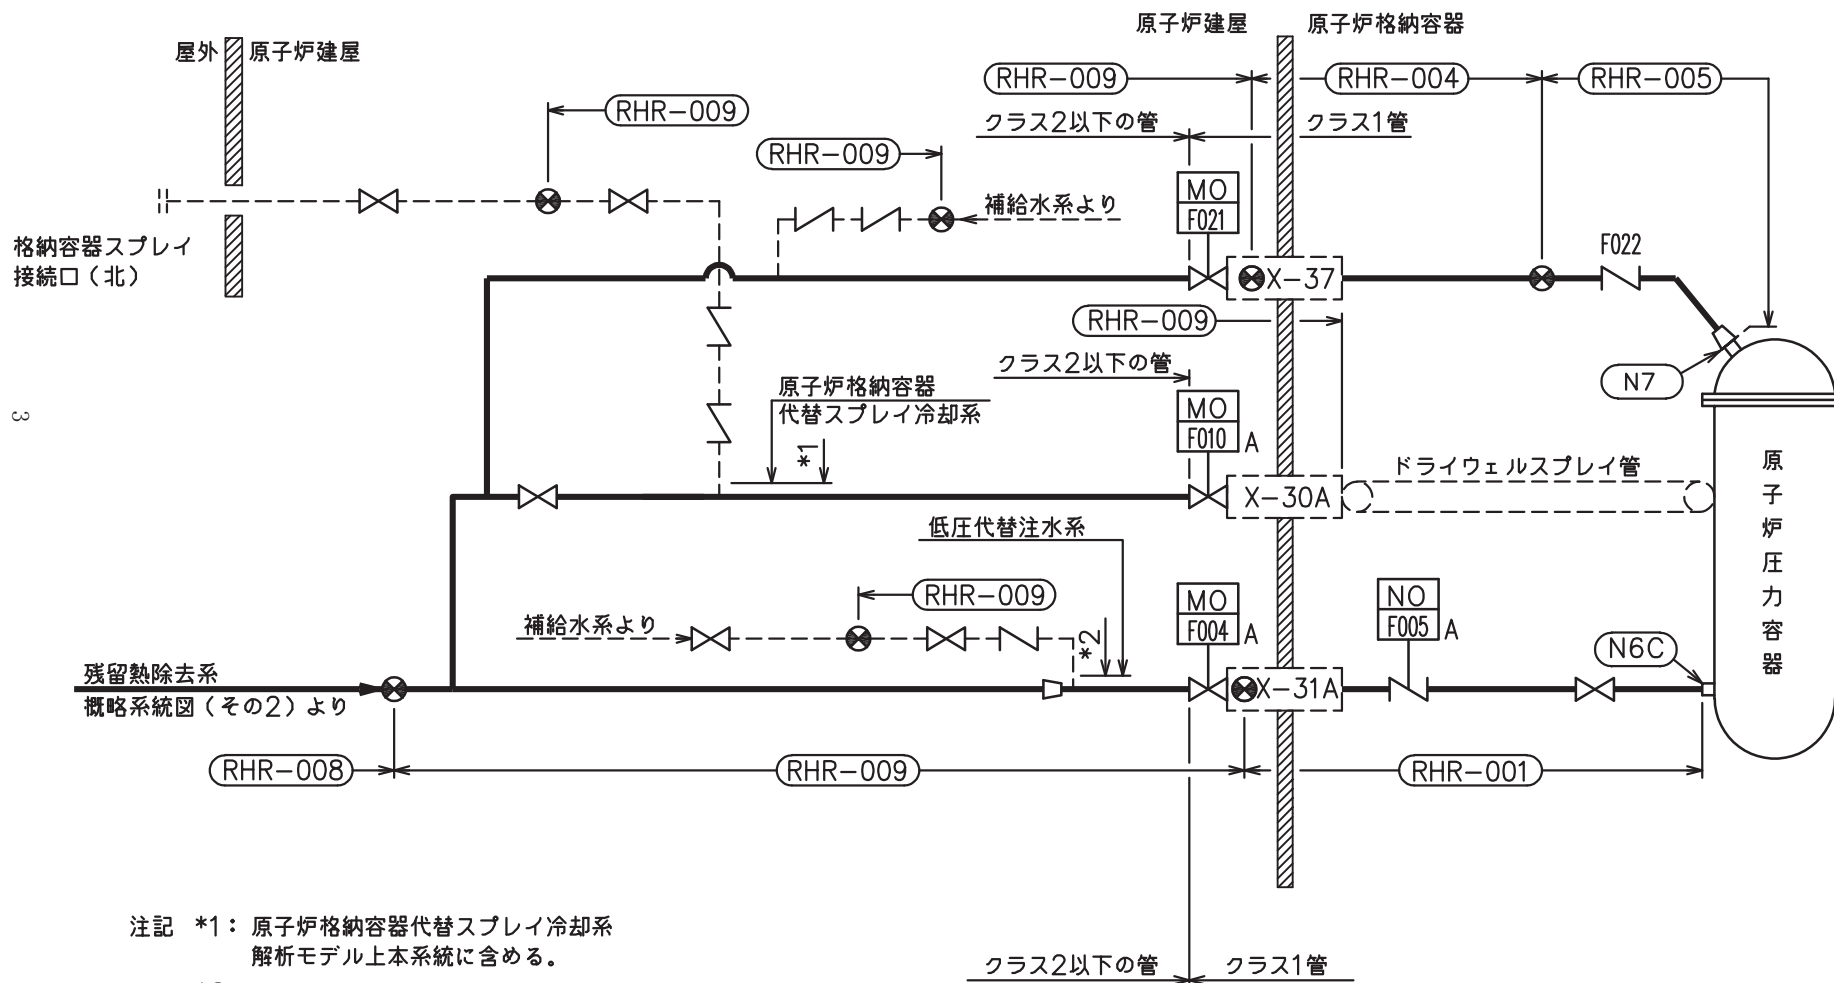 原子炉建屋
原子炉格納容器
屋外
原子炉建屋
RHR-009
RHR-004
RHR-005
RHR-009
クラス2以下の管
クラス1管
RHR-009
MO
F021
補給水系より
格納容器スプレイ
接続口（北）
F022
X-37
RHR-009
クラス2以下の管
N7
原子炉格納容器
代替スプレイ冷却系
*1
MO
F010
A
3
ドライウェルスプレイ管
X-30A
原子炉圧力容器
低圧代替注水系
RHR-009
補給水系より
*2
MO
F004
A
NO
F005
A
N6C
残留熱除去系
概略系統図（その2）より
X-31A
RHR-008
RHR-009
RHR-001
注記 *1：原子炉格納容器代替スプレイ冷却系
解析モデル上本系統に含める。
クラス2以下の管
クラス1管